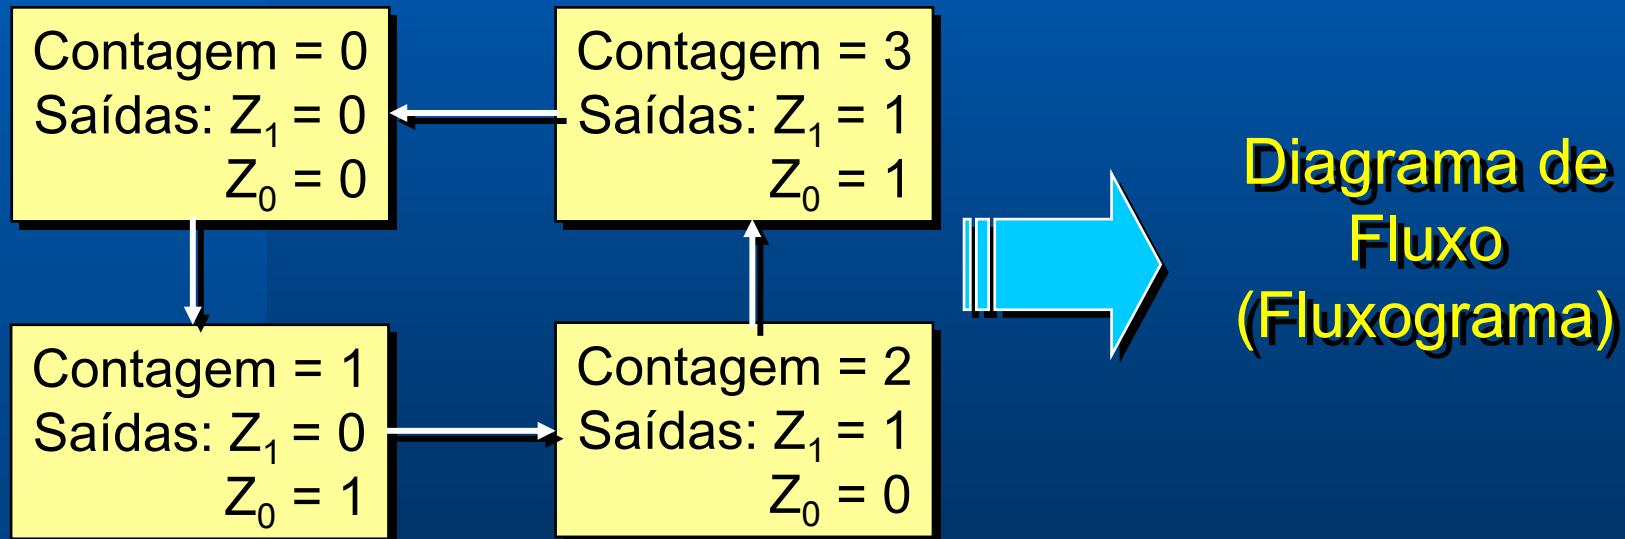 Contagem = 0
Saídas: Z₁ = 0
Z₀ = 0
Contagem = 3
Saídas: Z₁ = 1
Z₀ = 1
Contagem = 1
Saídas: Z₁ = 0
Z₀ = 1
Contagem = 2
Saídas: Z₁ = 1
Z₀ = 0
Diagrama de
Fluxo
(Fluxograma)